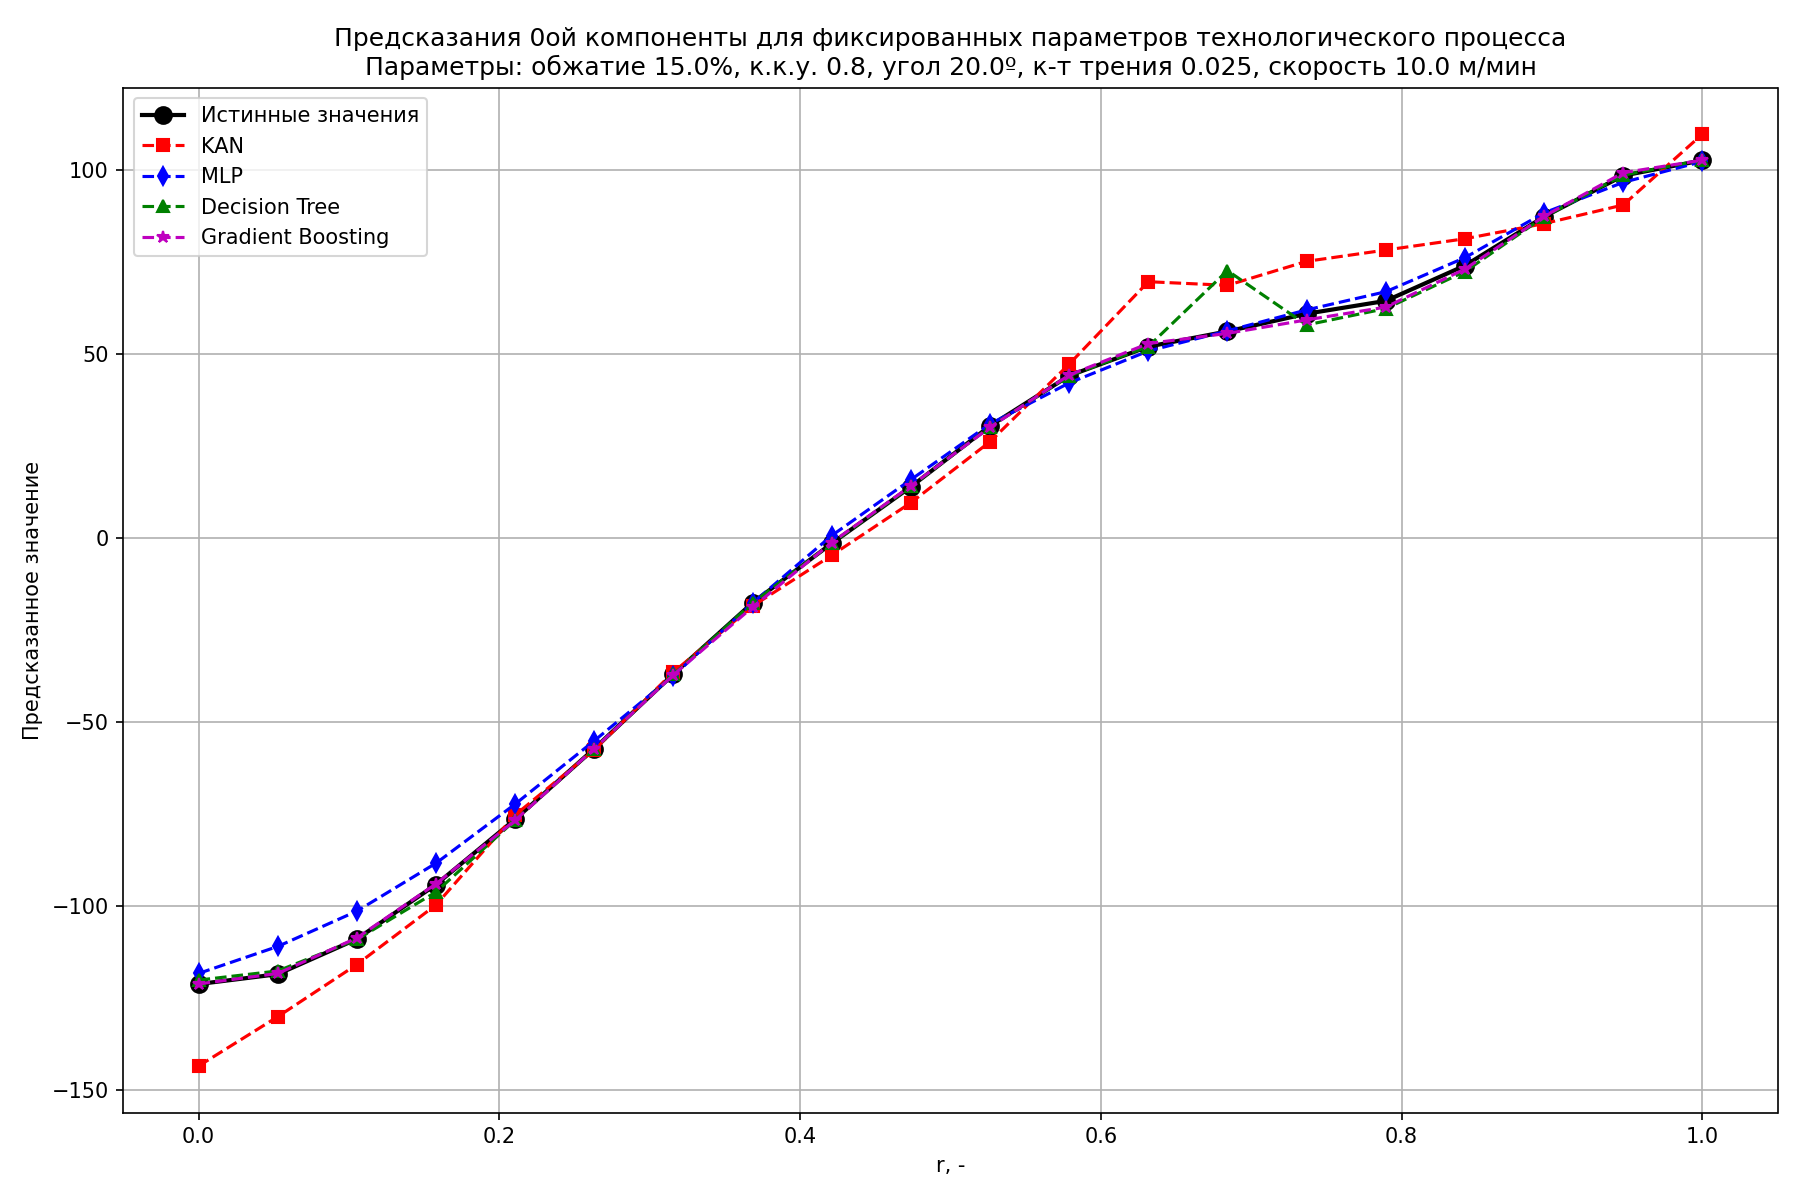 Предсказания 0ой компоненты для фиксированных параметров технологического процесса
Параметры: обжатие 15.0%, к.к.у. 0.8, угол 20.0º, к-т трения 0.025, скорость 10.0 м/мин
Истинные значения
KAN
MLP
Decision Tree
Gradient Boosting
Предсказанное значение
100
50
0
−50
−100
−150
0.0
0.2
0.4
0.6
0.8
1.0
r, -